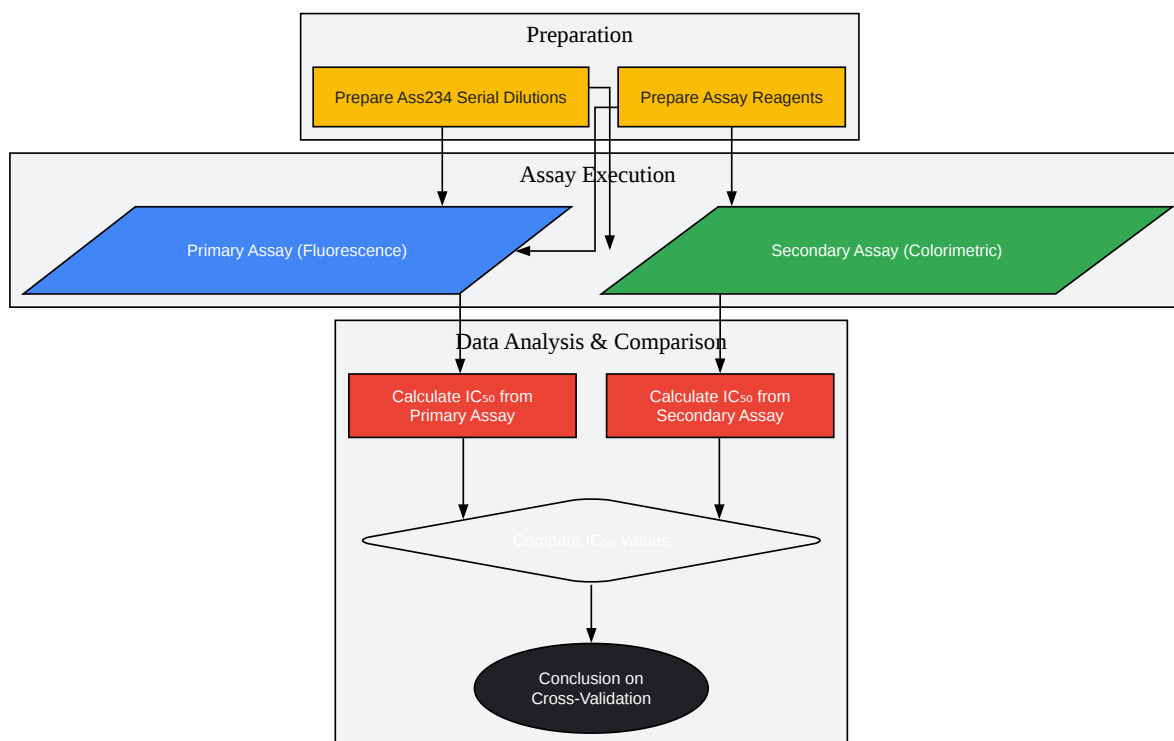 Preparation
Prepare Ass234 Serial Dilutions
Prepare Assay Reagents
Assay Execution
Primary Assay (Fluorescence)
Secondary Assay (Colorimetric)
Data Analysis & Comparison
Calculate IC₅₀ from
Primary Assay
Calculate IC₅₀ from
Secondary Assay
Compare IC₅₀ Values
Conclusion on
Cross-Validation